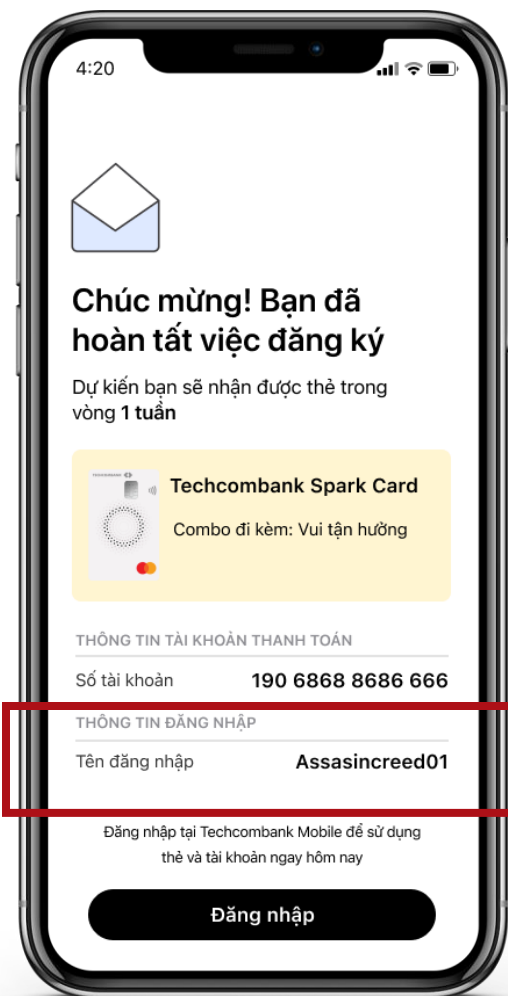 4:20
Chúc mừng! Bạn đã
hoàn tất việc đăng ký
Dự kiến bạn sẽ nhận được thẻ trong
vòng 1 tuần
TECHCOMBANK
Techcombank Spark Card
Combo đi kèm: Vui tận hưởng
THÔNG TIN TÀI KHOẢN THANH TOÁN
Số tài khoản 190 6868 8686 666
THÔNG TIN ĐĂNG NHẬP
Tên đăng nhập Assasincreed01
Đăng nhập tại Techcombank Mobile để sử dụng
thẻ và tài khoản ngay hôm nay
Đăng nhập